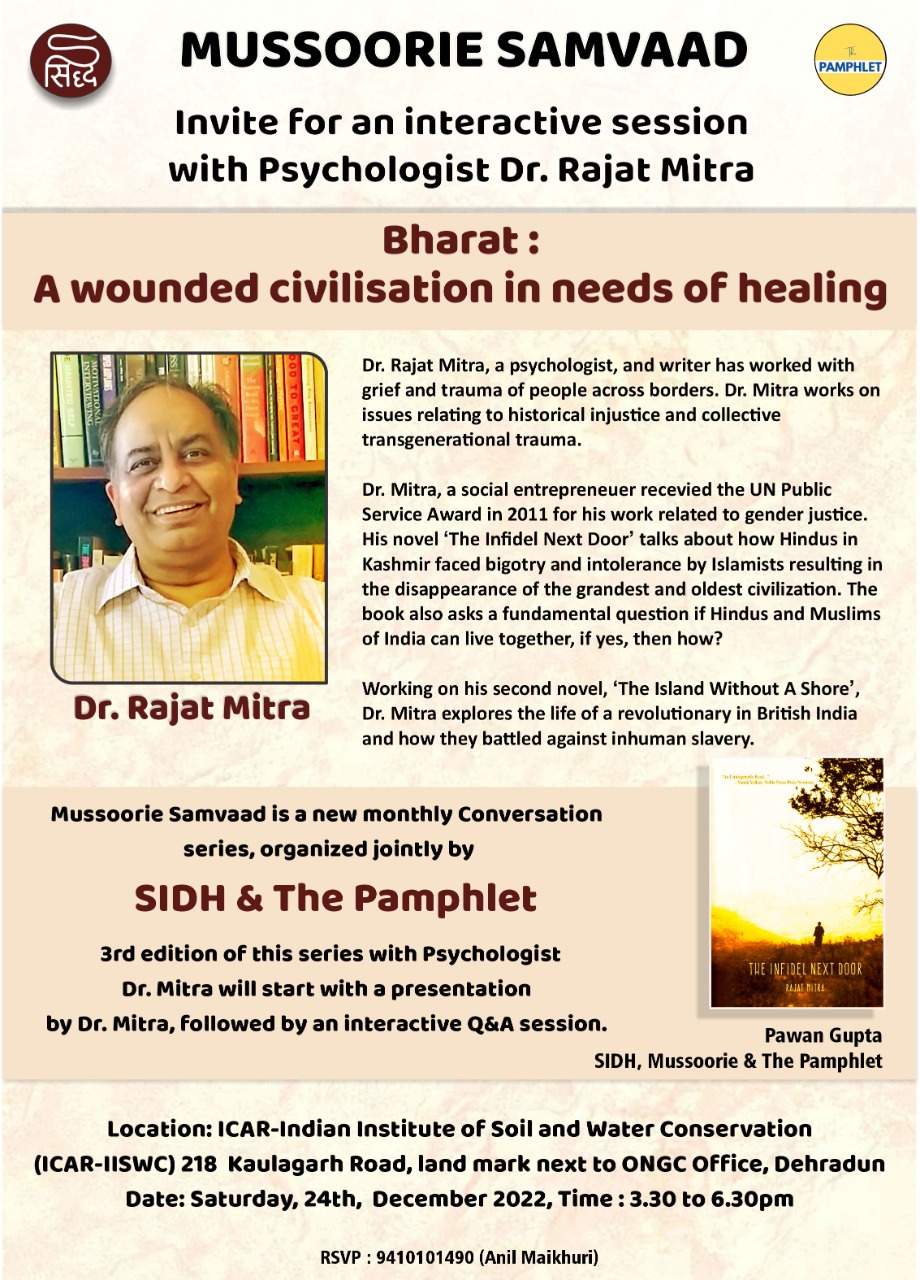 सिद्ध
MUSSOORIE SAMVAAD
The
PAMPHLET
Invite for an interactive session
with Psychologist Dr. Rajat Mitra
Bharat :
A wounded civilisation in needs of healing
MOTIVATIONAL
INTERVIEWING
GOOD TO GREAT
Dr. Rajat Mitra
Dr. Rajat Mitra, a psychologist, and writer has worked with
grief and trauma of people across borders. Dr. Mitra works on
issues relating to historical injustice and collective
transgenerational trauma.
Dr. Mitra, a social entrepreneuer recevied the UN Public
Service Award in 2011 for his work related to gender justice.
His novel ‘The Infidel Next Door’ talks about how Hindus in
Kashmir faced bigotry and intolerance by Islamists resulting in
the disappearance of the grandest and oldest civilization. The
book also asks a fundamental question if Hindus and Muslims
of India can live together, if yes, then how?
Working on his second novel, ‘The Island Without A Shore’,
Dr. Mitra explores the life of a revolutionary in British India
and how they battled against inhuman slavery.
Mussoorie Samvaad is a new monthly Conversation
series, organized jointly by
SIDH & The Pamphlet
3rd edition of this series with Psychologist
Dr. Mitra will start with a presentation
by Dr. Mitra, followed by an interactive Q&A session.
THE INFIDEL NEXT DOOR
RAJAT MITRA
Pawan Gupta
SIDH, Mussoorie & The Pamphlet
Location: ICAR-Indian Institute of Soil and Water Conservation
(ICAR-IISWC) 218 Kaulagarh Road, land mark next to ONGC Office, Dehradun
Date: Saturday, 24th, December 2022, Time : 3.30 to 6.30pm
RSVP : 9410101490 (Anil Maikhuri)